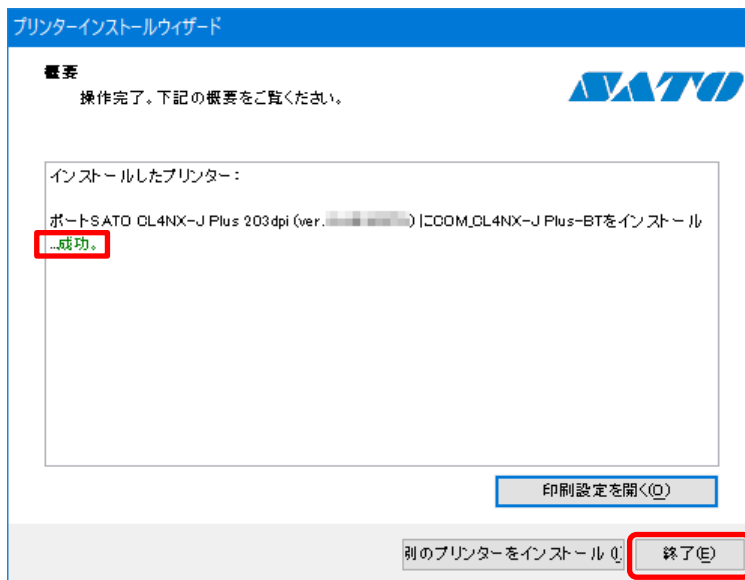 プリンターインストールウィザード
概要
操作完了。下記の概要をご覧ください。
SATO
インストールしたプリンター:
ポートSATO CL4NX-J Plus 203dpi (ver. ) にCOM_CL4NX-J Plus-BTをインストール
...成功。
印刷設定を開く(O)
別のプリンターをインストール (I)
終了(E)